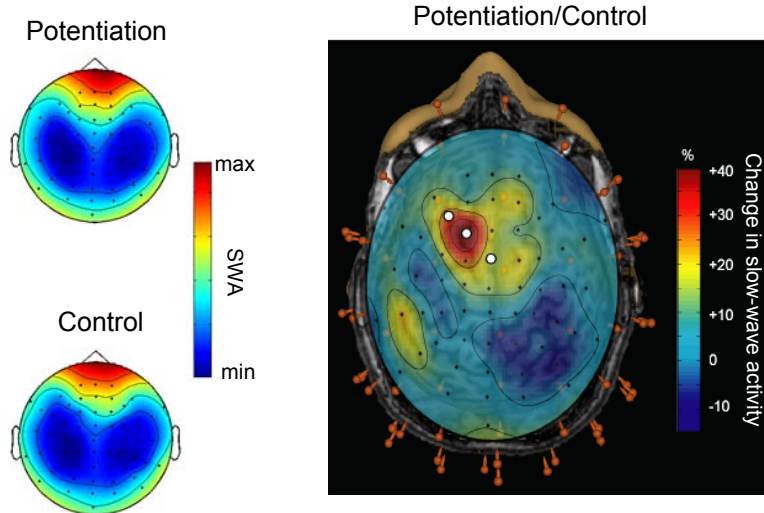 Potentiation
max
SWA
min
Control
Potentiation/Control
%
+40
+30
+20
+10
0
-10
Change in slow-wave activity